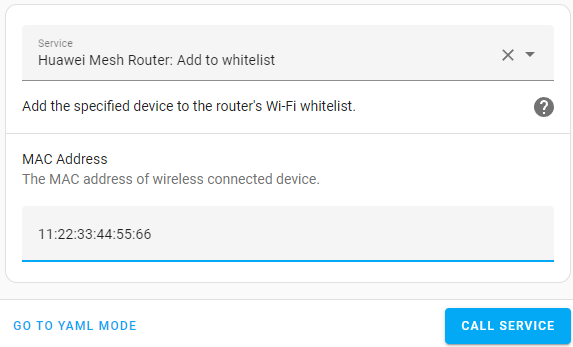 Service
Huawei Mesh Router: Add to whitelist
Add the specified device to the router's Wi-Fi whitelist.
?
MAC Address
The MAC address of wireless connected device.
11:22:33:44:55:66
GO TO YAML MODE
CALL SERVICE